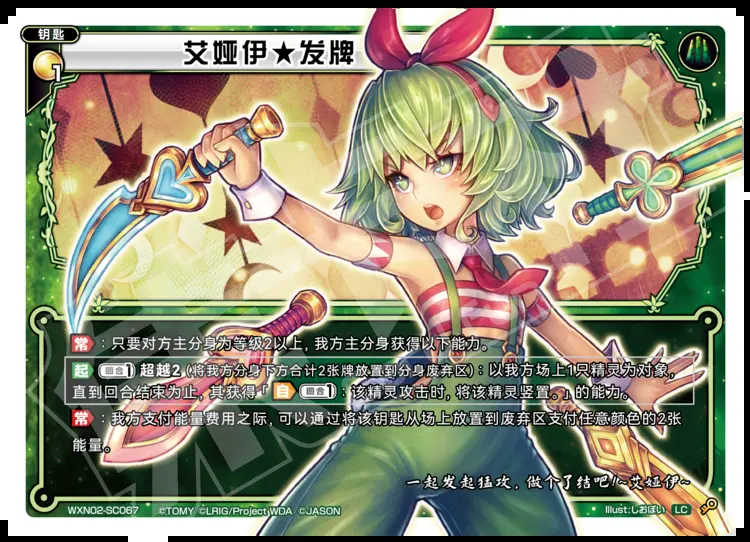 钥匙
艾娅伊★发牌
1
常：只要对方主分身为等级2以上，我方主分身获得以下能力。
起 回合1 超越2（将我方分身下方合计2张牌放置到分身废弃区）：以我方场上1只精灵为对象，
直到回合结束为止，其获得「自 回合1：该精灵攻击时，将该精灵竖置。」的能力。
常：我方支付能量费用之际，可以通过将该钥匙从场上放置到废弃区支付任意颜色的2张
能量。
一起发起猛攻，做个了结吧！~艾娅伊~
WXN02-SC067 ©TOMY ©LRIG/Project WDA ©JASON Illust:しおぼい LC